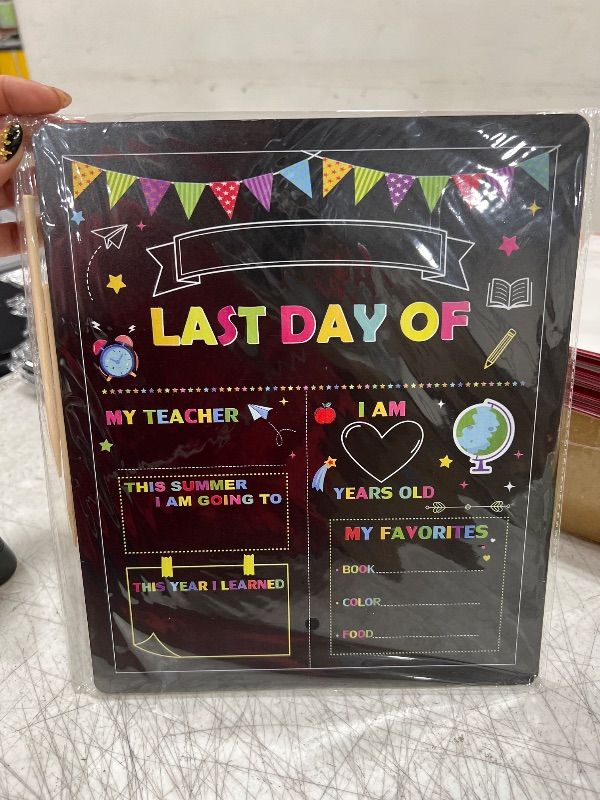 LAST DAY OF
MY TEACHER
THIS SUMMER
I AM GOING TO
THIS YEAR I LEARNED
I AM
YEARS OLD
MY FAVORITES
BOOK
COLOR
FOOD